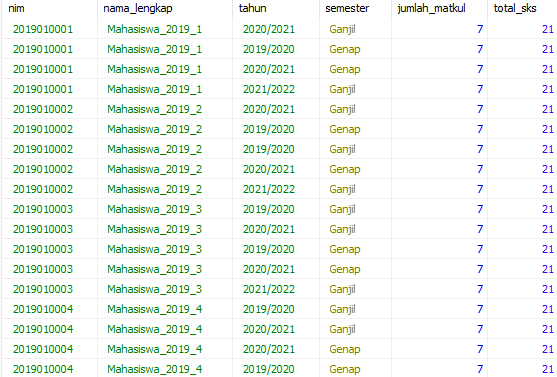 nim nama_lengkap tahun semester jumlah_matkul total_sks
2019010001 Mahasiswa_2019_1 2020/2021 Ganjil 7 21
2019010001 Mahasiswa_2019_1 2019/2020 Genap 7 21
2019010001 Mahasiswa_2019_1 2020/2021 Genap 7 21
2019010001 Mahasiswa_2019_1 2021/2022 Ganjil 7 21
2019010002 Mahasiswa_2019_2 2020/2021 Ganjil 7 21
2019010002 Mahasiswa_2019_2 2019/2020 Genap 7 21
2019010002 Mahasiswa_2019_2 2019/2020 Ganjil 7 21
2019010002 Mahasiswa_2019_2 2020/2021 Genap 7 21
2019010002 Mahasiswa_2019_2 2021/2022 Ganjil 7 21
2019010003 Mahasiswa_2019_3 2019/2020 Ganjil 7 21
2019010003 Mahasiswa_2019_3 2020/2021 Ganjil 7 21
2019010003 Mahasiswa_2019_3 2019/2020 Genap 7 21
2019010003 Mahasiswa_2019_3 2020/2021 Genap 7 21
2019010003 Mahasiswa_2019_3 2021/2022 Ganjil 7 21
2019010004 Mahasiswa_2019_4 2019/2020 Ganjil 7 21
2019010004 Mahasiswa_2019_4 2020/2021 Ganjil 7 21
2019010004 Mahasiswa_2019_4 2020/2021 Genap 7 21
2019010004 Mahasiswa_2019_4 2019/2020 Genap 7 21